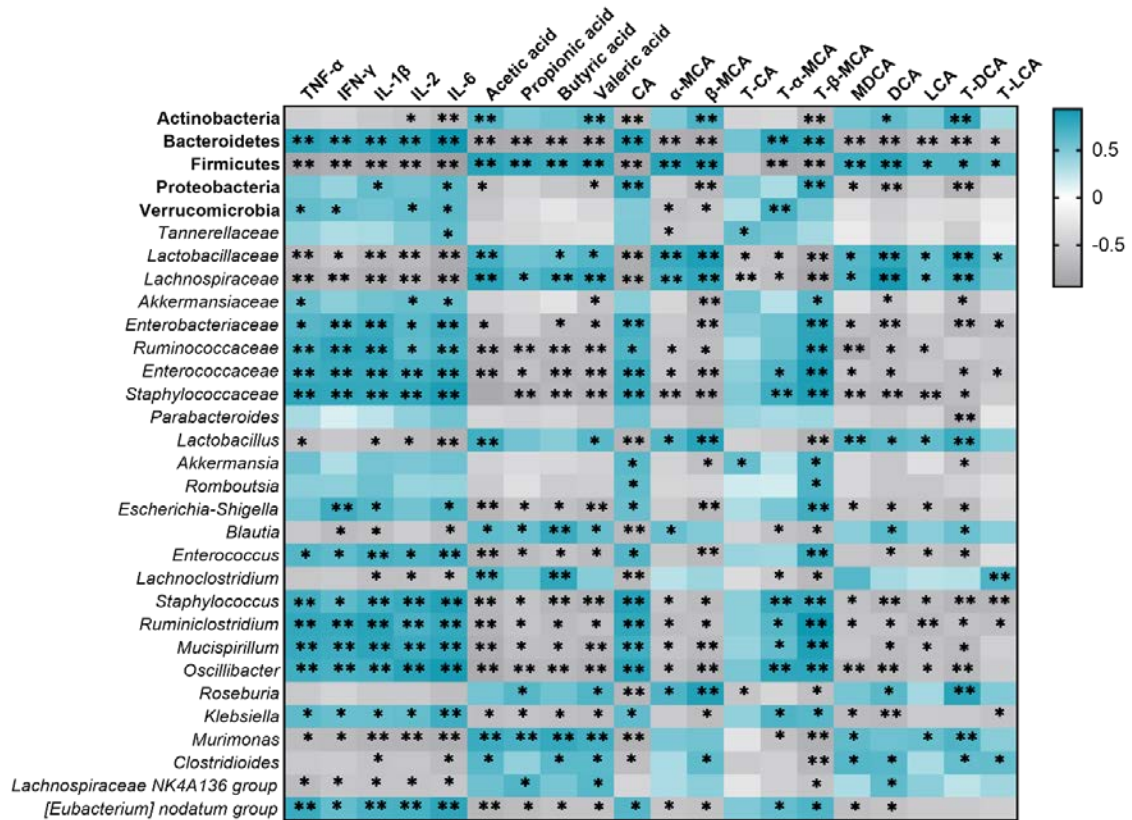 TNF-α IFN-γ IL-1β IL-2 IL-6 Acetic acid Propionic acid Butyric acid Valeric acid CA α-MCA β-MCA T-CA T-α-MCA T-β-MCA MDCA DCA LCA T-DCA T-LCA
Actinobacteria * ** ** ** ** ** ** * **
Bacteroidetes ** ** ** ** ** ** ** ** ** ** ** ** ** ** ** ** ** ** *
Firmicutes ** ** ** ** ** ** ** ** ** ** ** ** ** ** ** ** * * *
Proteobacteria * * * * ** ** ** * ** **
Verrucomicrobia * * * * * * **
Tannerellaceae * * *
Lactobacillaceae ** * ** ** ** ** * * ** ** ** * * ** * ** * ** *
Lachnospiraceae ** ** ** ** ** ** * ** ** ** ** ** ** * ** * ** * **
Akkermansiaceae * * * * ** * * *
Enterobacteriaceae * ** ** * ** * * * ** ** ** * ** ** *
Ruminococcaceae ** ** ** * ** ** ** ** ** * * * ** ** * *
Enterococcaceae ** ** ** ** ** ** * ** ** ** * ** * ** * * * *
Staphylococcaceae ** ** ** ** ** ** ** ** ** ** ** ** ** ** ** ** *
Parabacteroides **
Lactobacillus * * * ** ** * ** * ** ** ** * * **
Akkermansia * * * * *
Romboutsia * *
Escherichia-Shigella ** * * ** * * ** * ** ** * * * *
Blautia * * * * * ** * ** * * * * *
Enterococcus * * ** * ** ** * * * * ** ** * * *
Lachnoclostridium * * * ** ** ** * * **
Staphylococcus ** * ** ** ** ** * ** ** ** * * ** ** * ** * ** **
Ruminiclostridium ** ** ** ** ** ** * * * ** * * * ** * * ** * *
Mucispirillum ** ** ** ** ** ** * * ** ** * ** * ** * * *
Oscillibacter ** ** ** ** ** ** ** ** ** ** * ** ** ** ** ** * **
Roseburia * * ** * ** * * * **
Klebsiella * * * * ** * * * * * * * * * ** *
Murimonas * * ** ** ** ** ** ** ** ** * ** * * **
Clostridioides * * * * * * ** * * * *
Lachnospiraceae NK4A136 group * * * * * * * * *
[Eubacterium] nodatum group ** * ** ** ** ** * * * * * * * * * *
0.5
0
-0.5